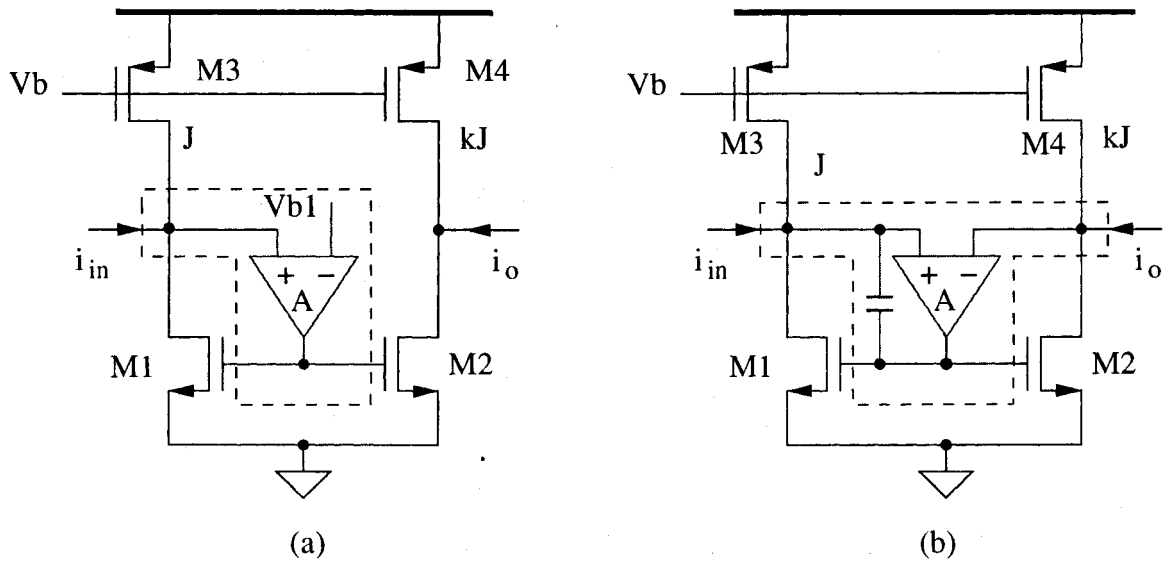 Vb
M3
M4
J
kJ
Vb1
i_in
i_o
+ −
A
M1
M2
(a)
Vb
M3
M4
J
kJ
i_in
i_o
+ −
A
M1
M2
(b)